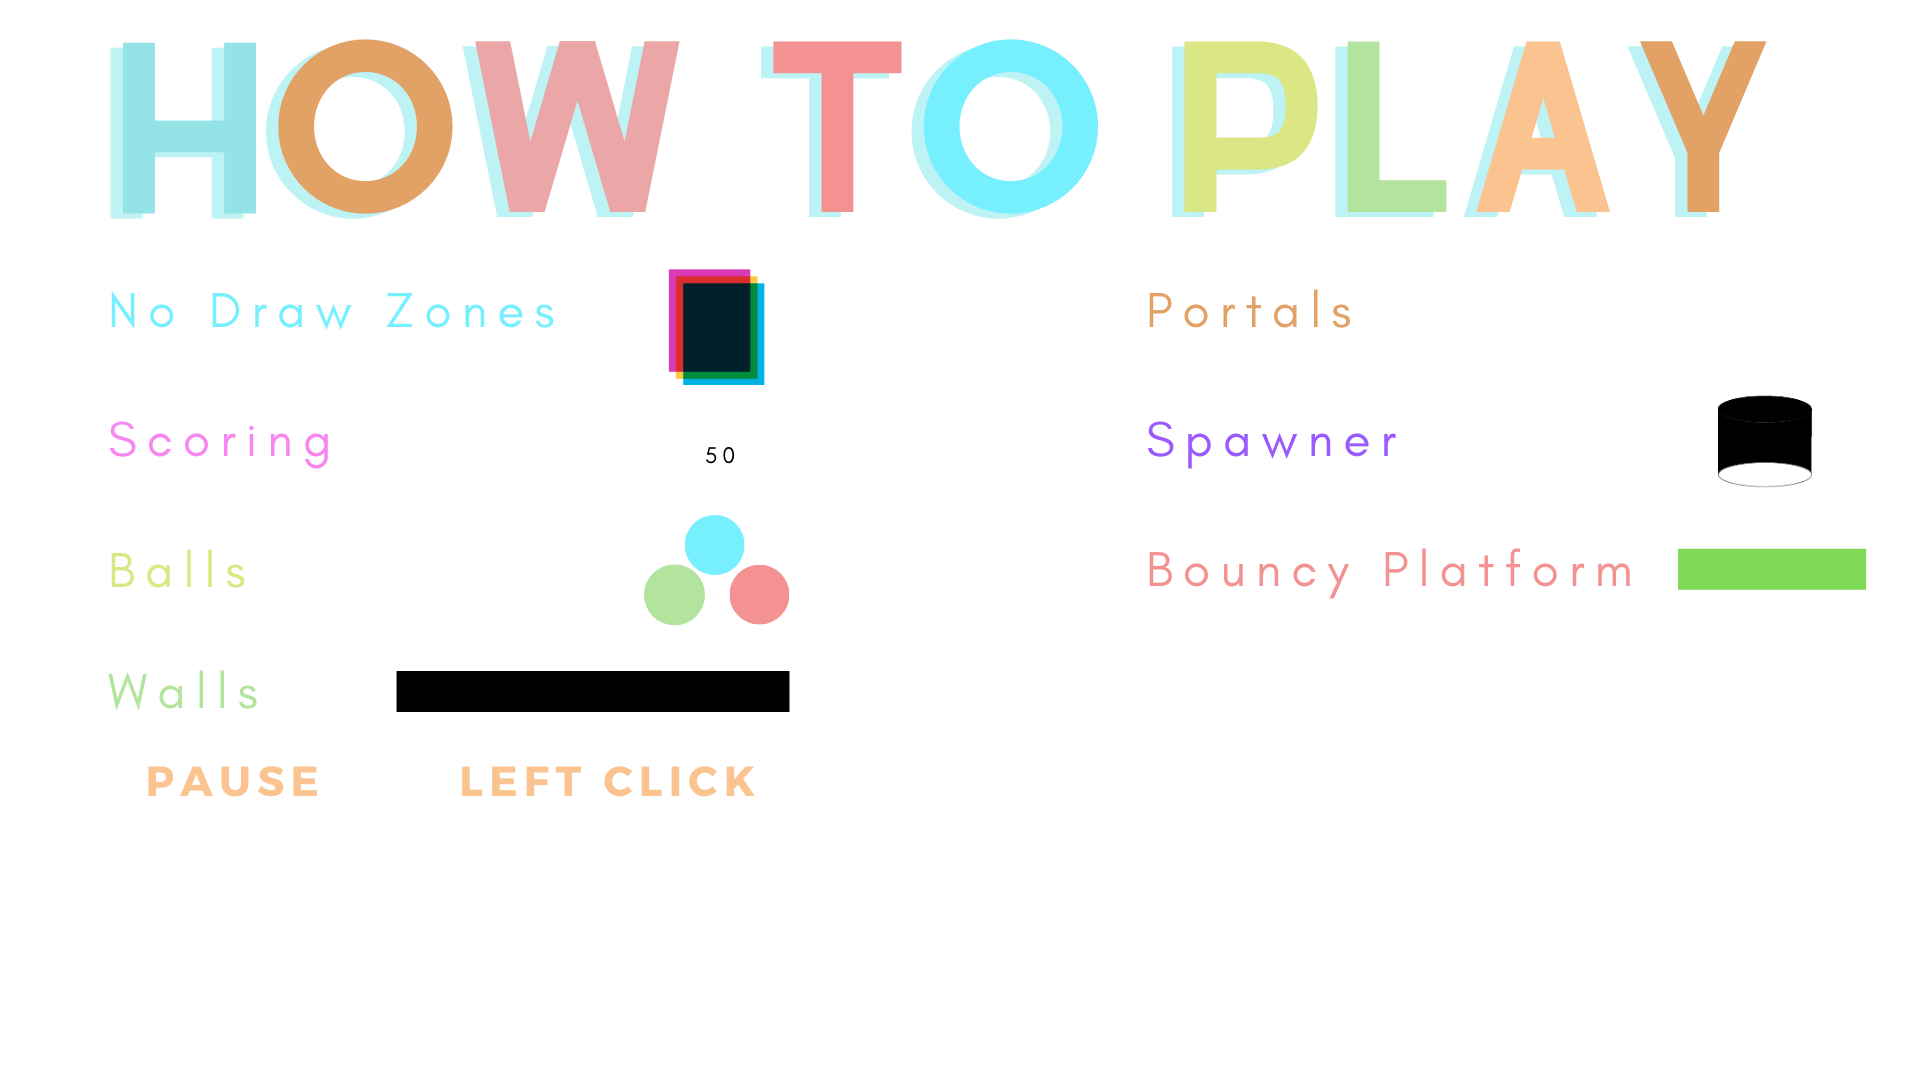 HOW TO PLAY
No Draw Zones
Scoring
50
Balls
Walls
PAUSE LEFT CLICK
Portals
Spawner
Bouncy Platform